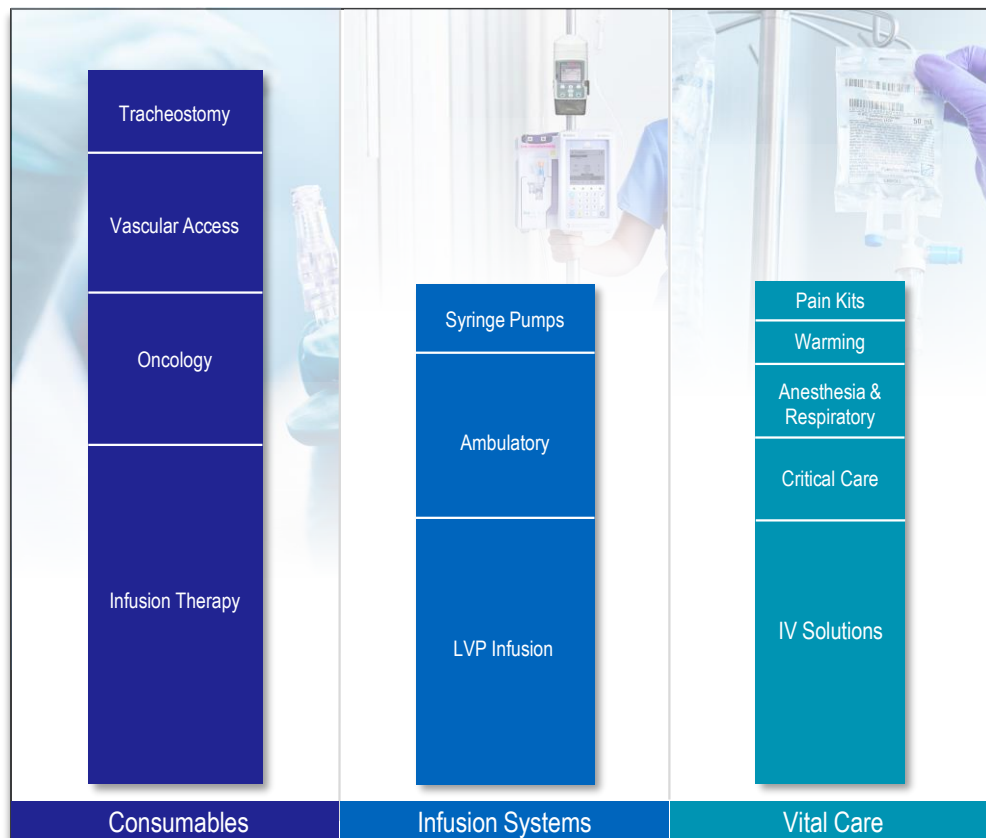 Tracheostomy
Vascular Access
Oncology
Infusion Therapy
Consumables
Syringe Pumps
Ambulatory
LVP Infusion
Infusion Systems
Pain Kits
Warming
Anesthesia &
Respiratory
Critical Care
IV Solutions
Vital Care